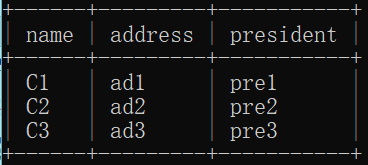 name address president
C1 ad1 pre1
C2 ad2 pre2
C3 ad3 pre3